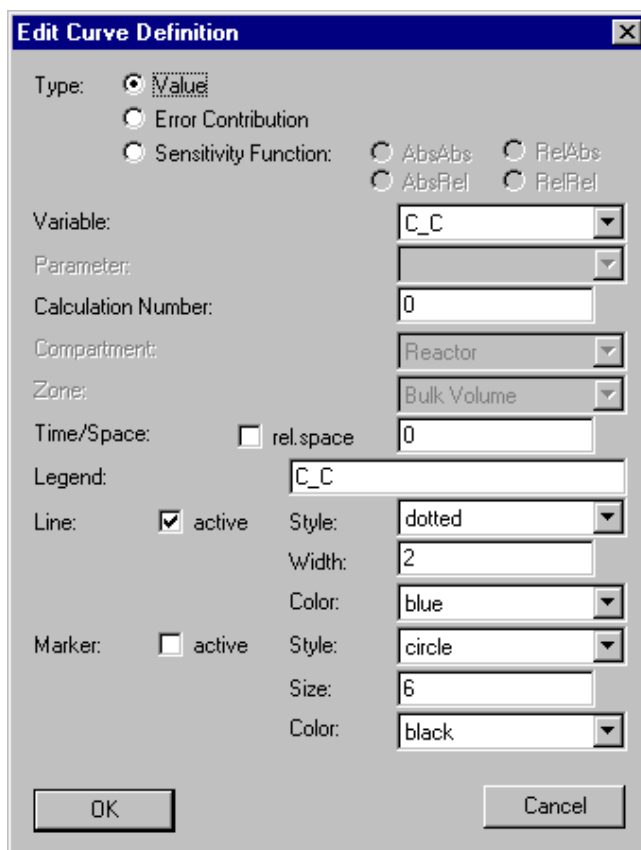 Edit Curve Definition
Type: Value
Error Contribution
Sensitivity Function: AbsAbs RelAbs
AbsRel RelRel
Variable: C_C
Parameter:
Calculation Number: 0
Compartment: Reactor
Zone: Bulk Volume
Time/Space: rel.space 0
Legend: C_C
Line: active Style: dotted
Width: 2
Color: blue
Marker: active Style: circle
Size: 6
Color: black
OK Cancel